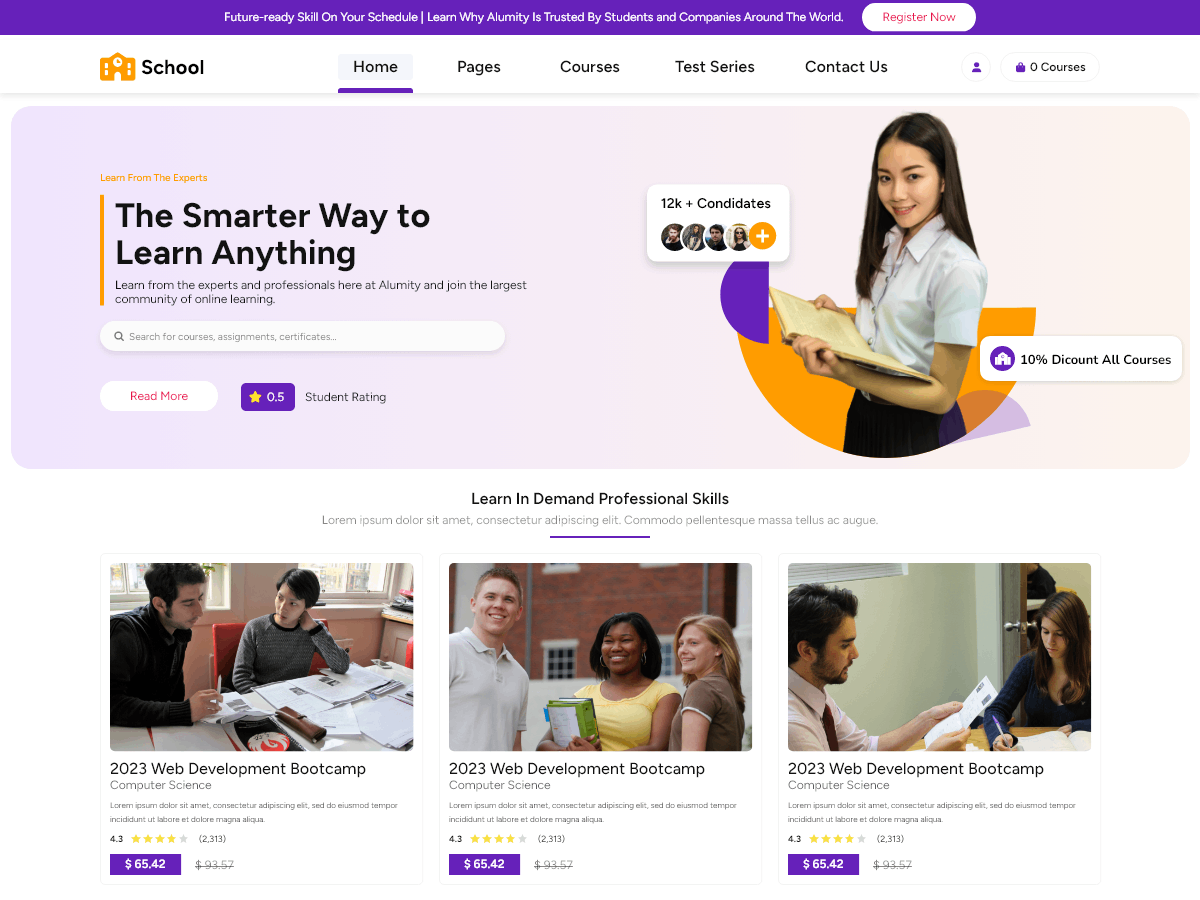 Future-ready Skill On Your Schedule | Learn Why Alumity Is Trusted By Students and Companies Around The World.
Register Now
School
Home
Pages
Courses
Test Series
Contact Us
0 Courses
Learn From The Experts
The Smarter Way to
Learn Anything
Learn from the experts and professionals here at Alumity and join the largest
community of online learning.
Search for courses, assignments, certificates...
Read More
0.5
Student Rating
12k + Condidates
10% Dicount All Courses
Learn In Demand Professional Skills
Lorem ipsum dolor sit amet, consectetur adipiscing elit. Commodo pellentesque massa tellus ac augue.
2023 Web Development Bootcamp
Computer Science
Lorem ipsum dolor sit amet, consectetur adipiscing elit, sed do eiusmod tempor
incididunt ut labore et dolore magna aliqua.
4.3 (2,313)
$ 65.42 $ 93.57
2023 Web Development Bootcamp
Computer Science
Lorem ipsum dolor sit amet, consectetur adipiscing elit, sed do eiusmod tempor
incididunt ut labore et dolore magna aliqua.
4.3 (2,313)
$ 65.42 $ 93.57
2023 Web Development Bootcamp
Computer Science
Lorem ipsum dolor sit amet, consectetur adipiscing elit, sed do eiusmod tempor
incididunt ut labore et dolore magna aliqua.
4.3 (2,313)
$ 65.42 $ 93.57